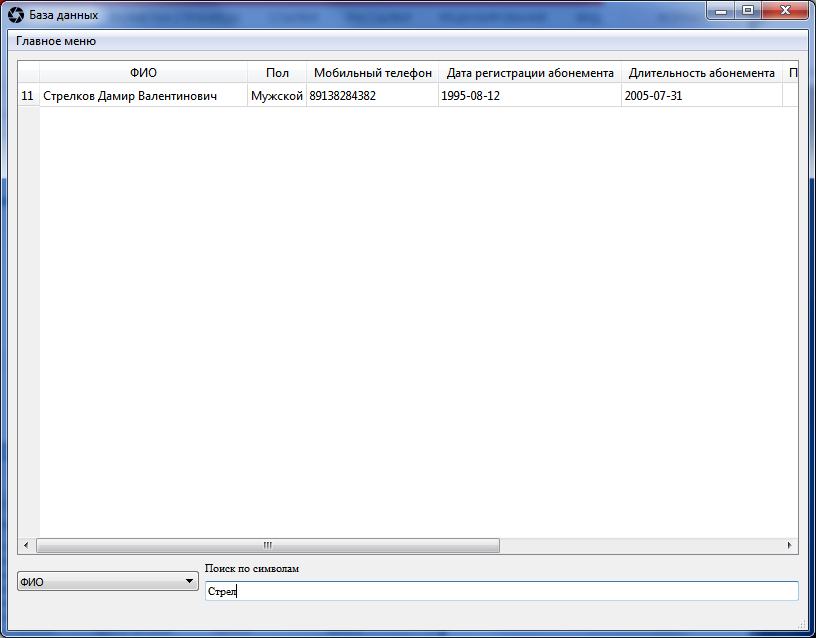 База данных
Главное меню
ФИО Пол Мобильный телефон Дата регистрации абонемента Длительность абонемента П
11 Стрелков Дамир Валентинович Мужской 89138284382 1995-08-12 2005-07-31
Поиск по символам
ФИО
Стрел